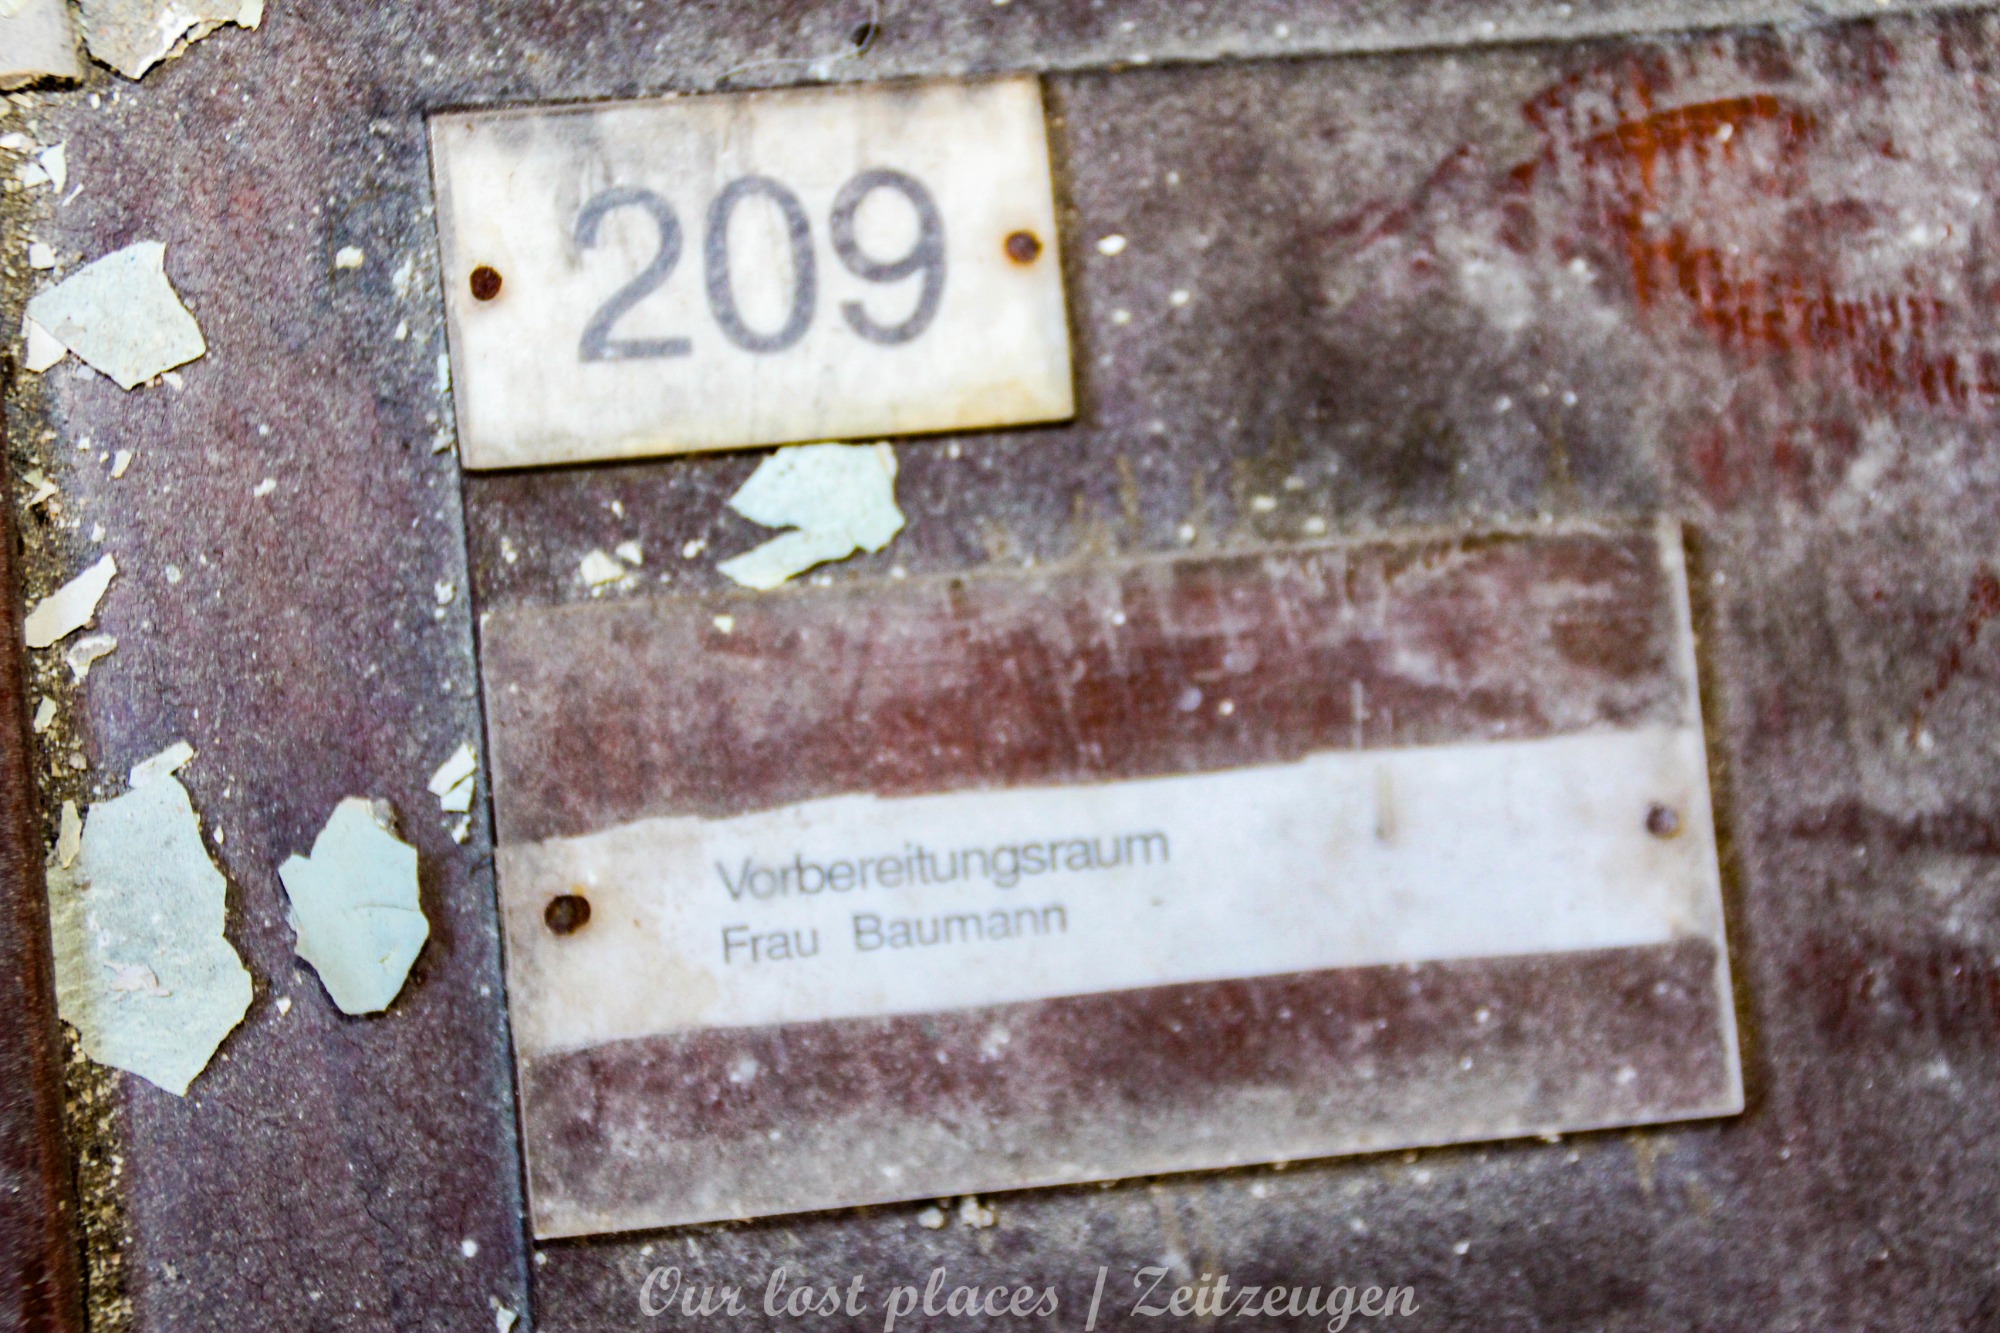 209
Vorbereitungsraum
Frau Baumann
Our lost places / Zeitzeugen